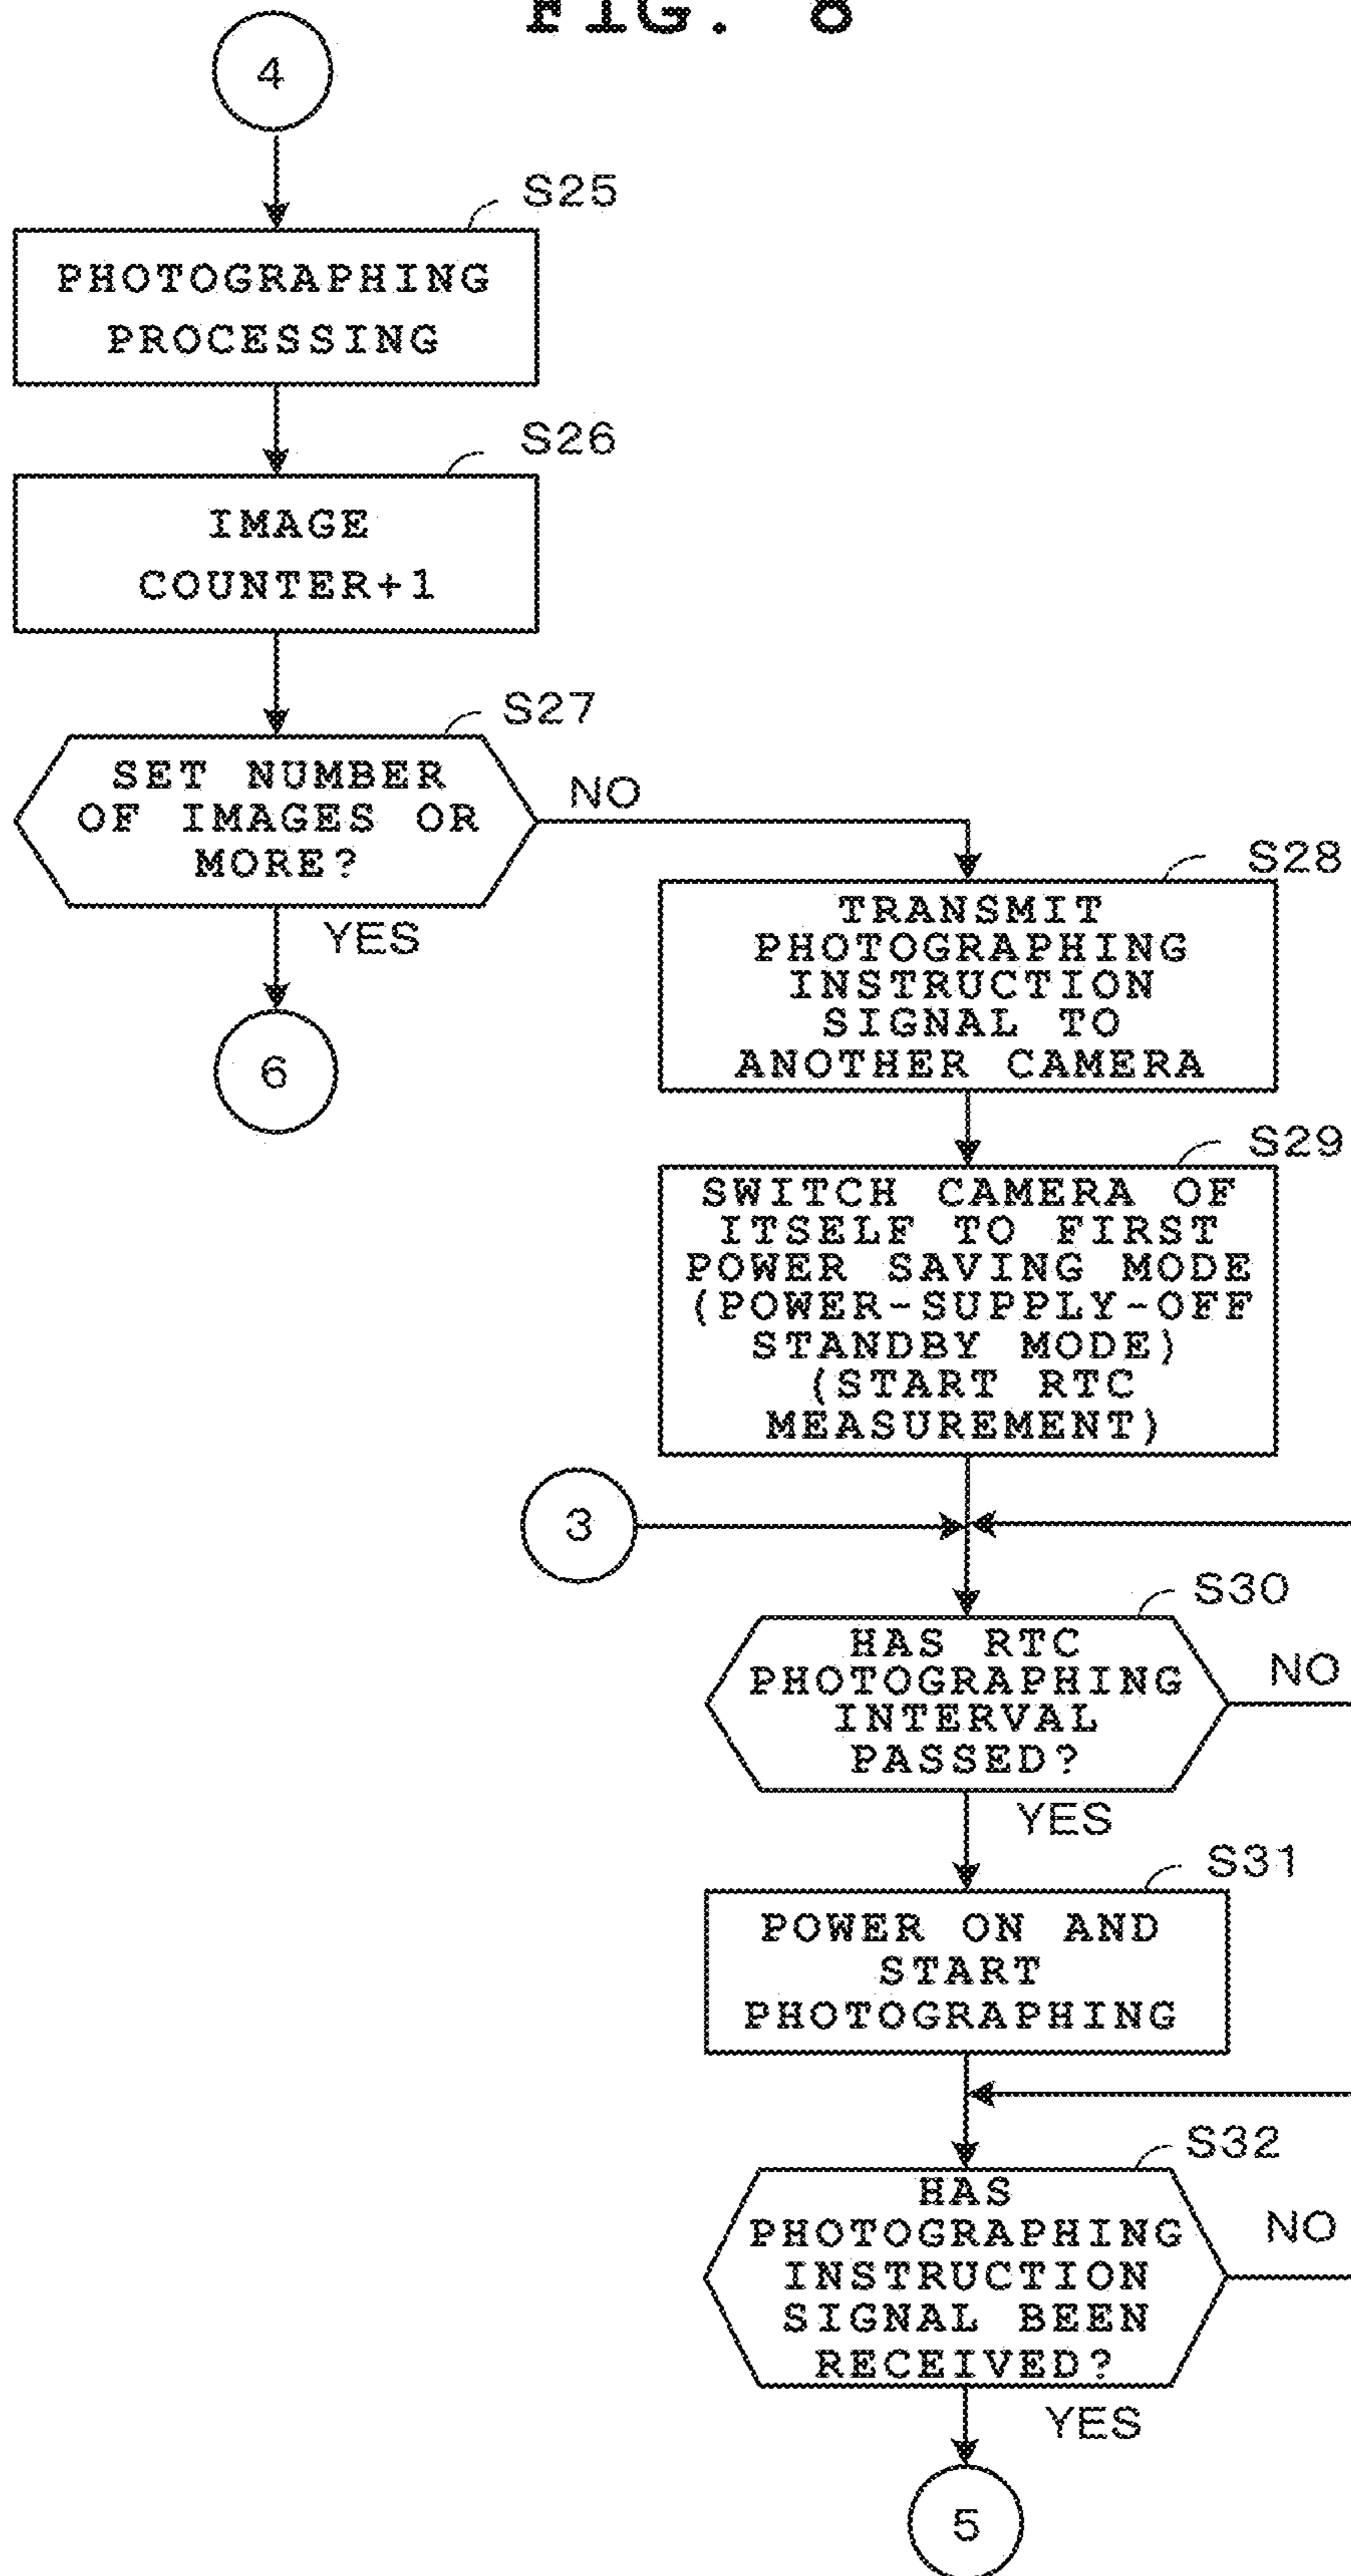 FIG. 8
4
S25
PHOTOGRAPHING
PROCESSING
S26
IMAGE
COUNTER+1
S27
SET NUMBER
OF IMAGES OR
MORE?
NO
YES
6
S28
TRANSMIT
PHOTOGRAPHING
INSTRUCTION
SIGNAL TO
ANOTHER CAMERA
S29
SWITCH CAMERA OF
ITSELF TO FIRST
POWER SAVING MODE
(POWER-SUPPLY-OFF
STANDBY MODE)
(START RTC
MEASUREMENT)
3
S30
HAS RTC
PHOTOGRAPHING
INTERVAL
PASSED?
NO
YES
S31
POWER ON AND
START
PHOTOGRAPHING
S32
HAS
PHOTOGRAPHING
INSTRUCTION
SIGNAL BEEN
RECEIVED?
NO
YES
5